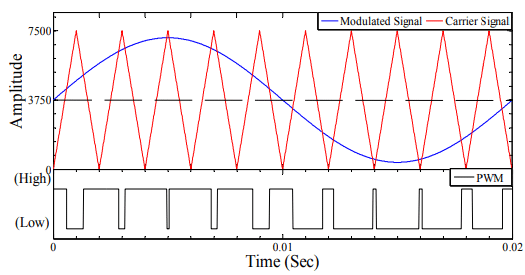 Modulated Signal Carrier Signal
7500
3750
0
Amplitude
(High)
(Low)
PWM
0 0.01 0.02
Time (Sec)